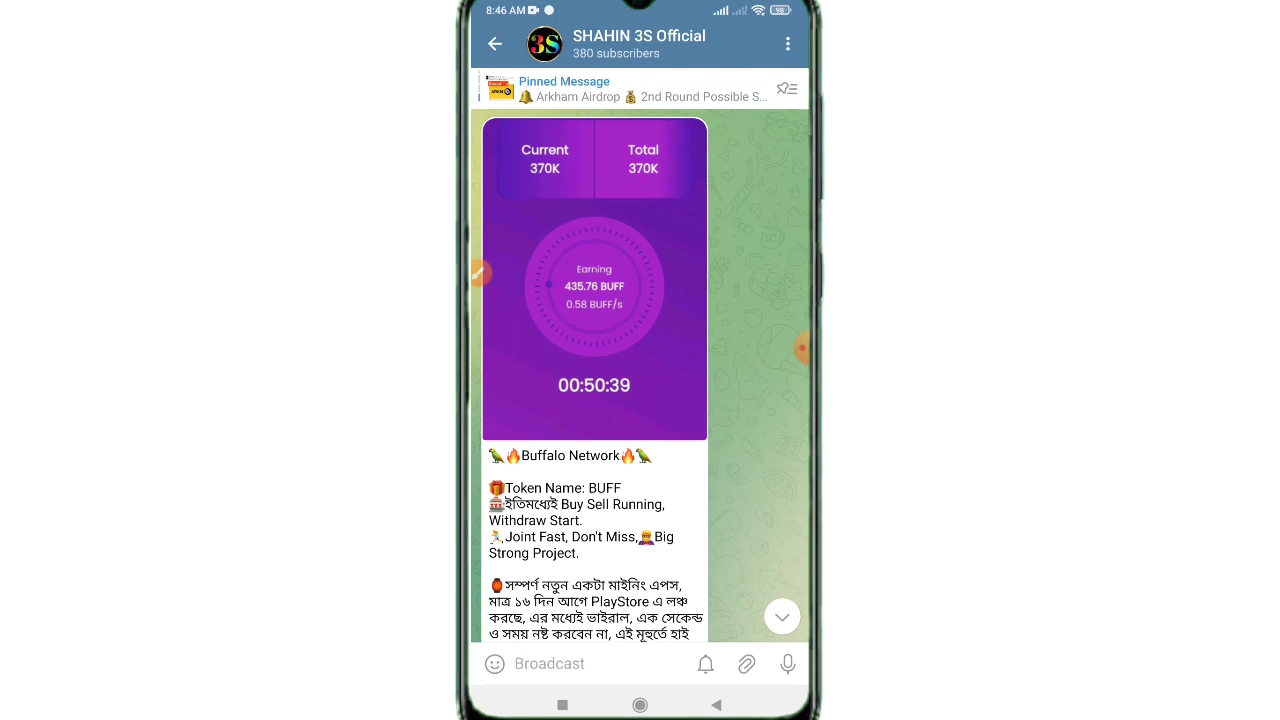 8:46 AM
98
3S
SHAHIN 3S Official
380 subscribers
Pinned Message
🔔 Arkham Airdrop 💰 2nd Round Possible S...
Current
370K
Total
370K
Earning
435.76 BUFF
0.58 BUFF/s
00:50:39
🦜🔥Buffalo Network🔥🦜
🎁Token Name: BUFF
🎰ইতিমধ্যেই Buy Sell Running,
Withdraw Start.
🏃Joint Fast, Don't Miss,🦸Big
Strong Project.
🏮সম্পর্ণ নতুন একটা মাইনিং এপস,
মাত্র ১৬ দিন আগে PlayStore এ লঞ্চ
করছে, এর মধ্যেই ভাইরাল, এক সেকেন্ড
ও সময় নষ্ট করবেন না, এই মূহুর্তে হাই
Broadcast